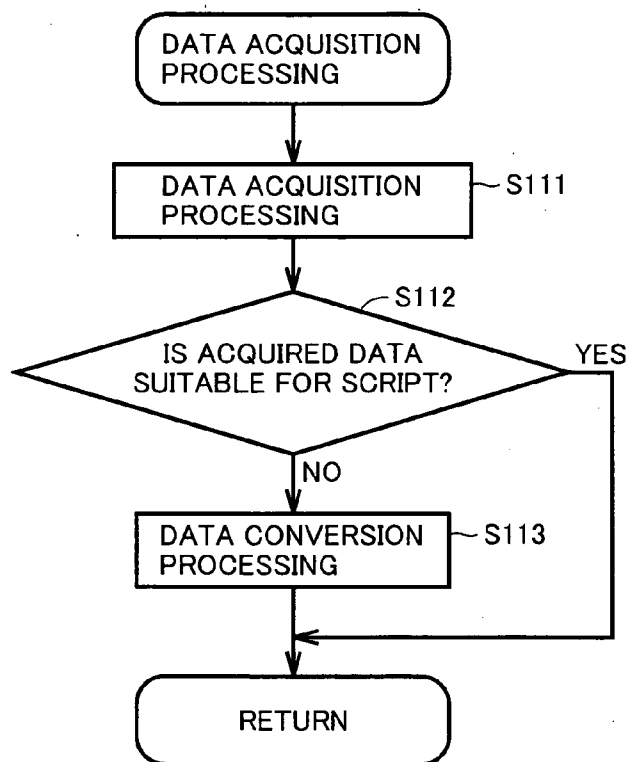 DATA ACQUISITION
PROCESSING
DATA ACQUISITION
PROCESSING
S111
S112
IS ACQUIRED DATA
SUITABLE FOR SCRIPT?
YES
NO
DATA CONVERSION
PROCESSING
S113
RETURN